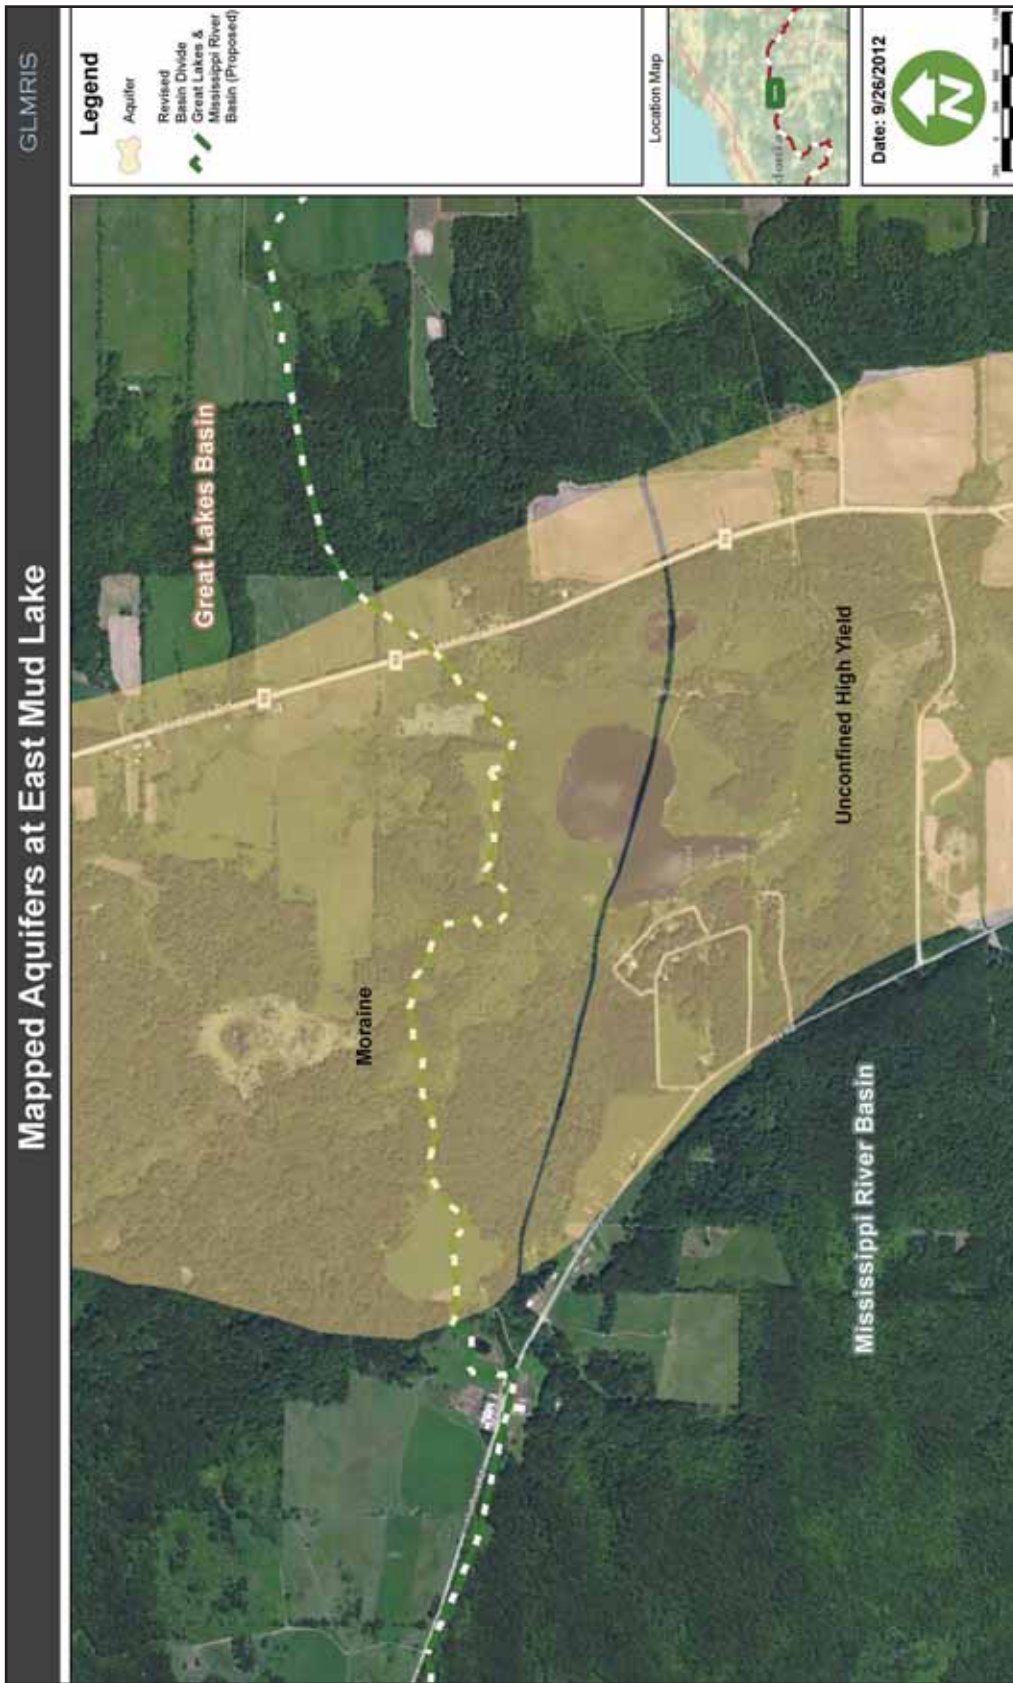 Mapped Aquifers at East Mud Lake
GLMRIS
Great Lakes Basin
Moraine
Unconfined High Yield
Mississippi River Basin
Legend
Aquifer
Revised
Basin Divide
Great Lakes &
Mississippi River
Basin (Proposed)
Location Map
Date: 9/26/2012
N